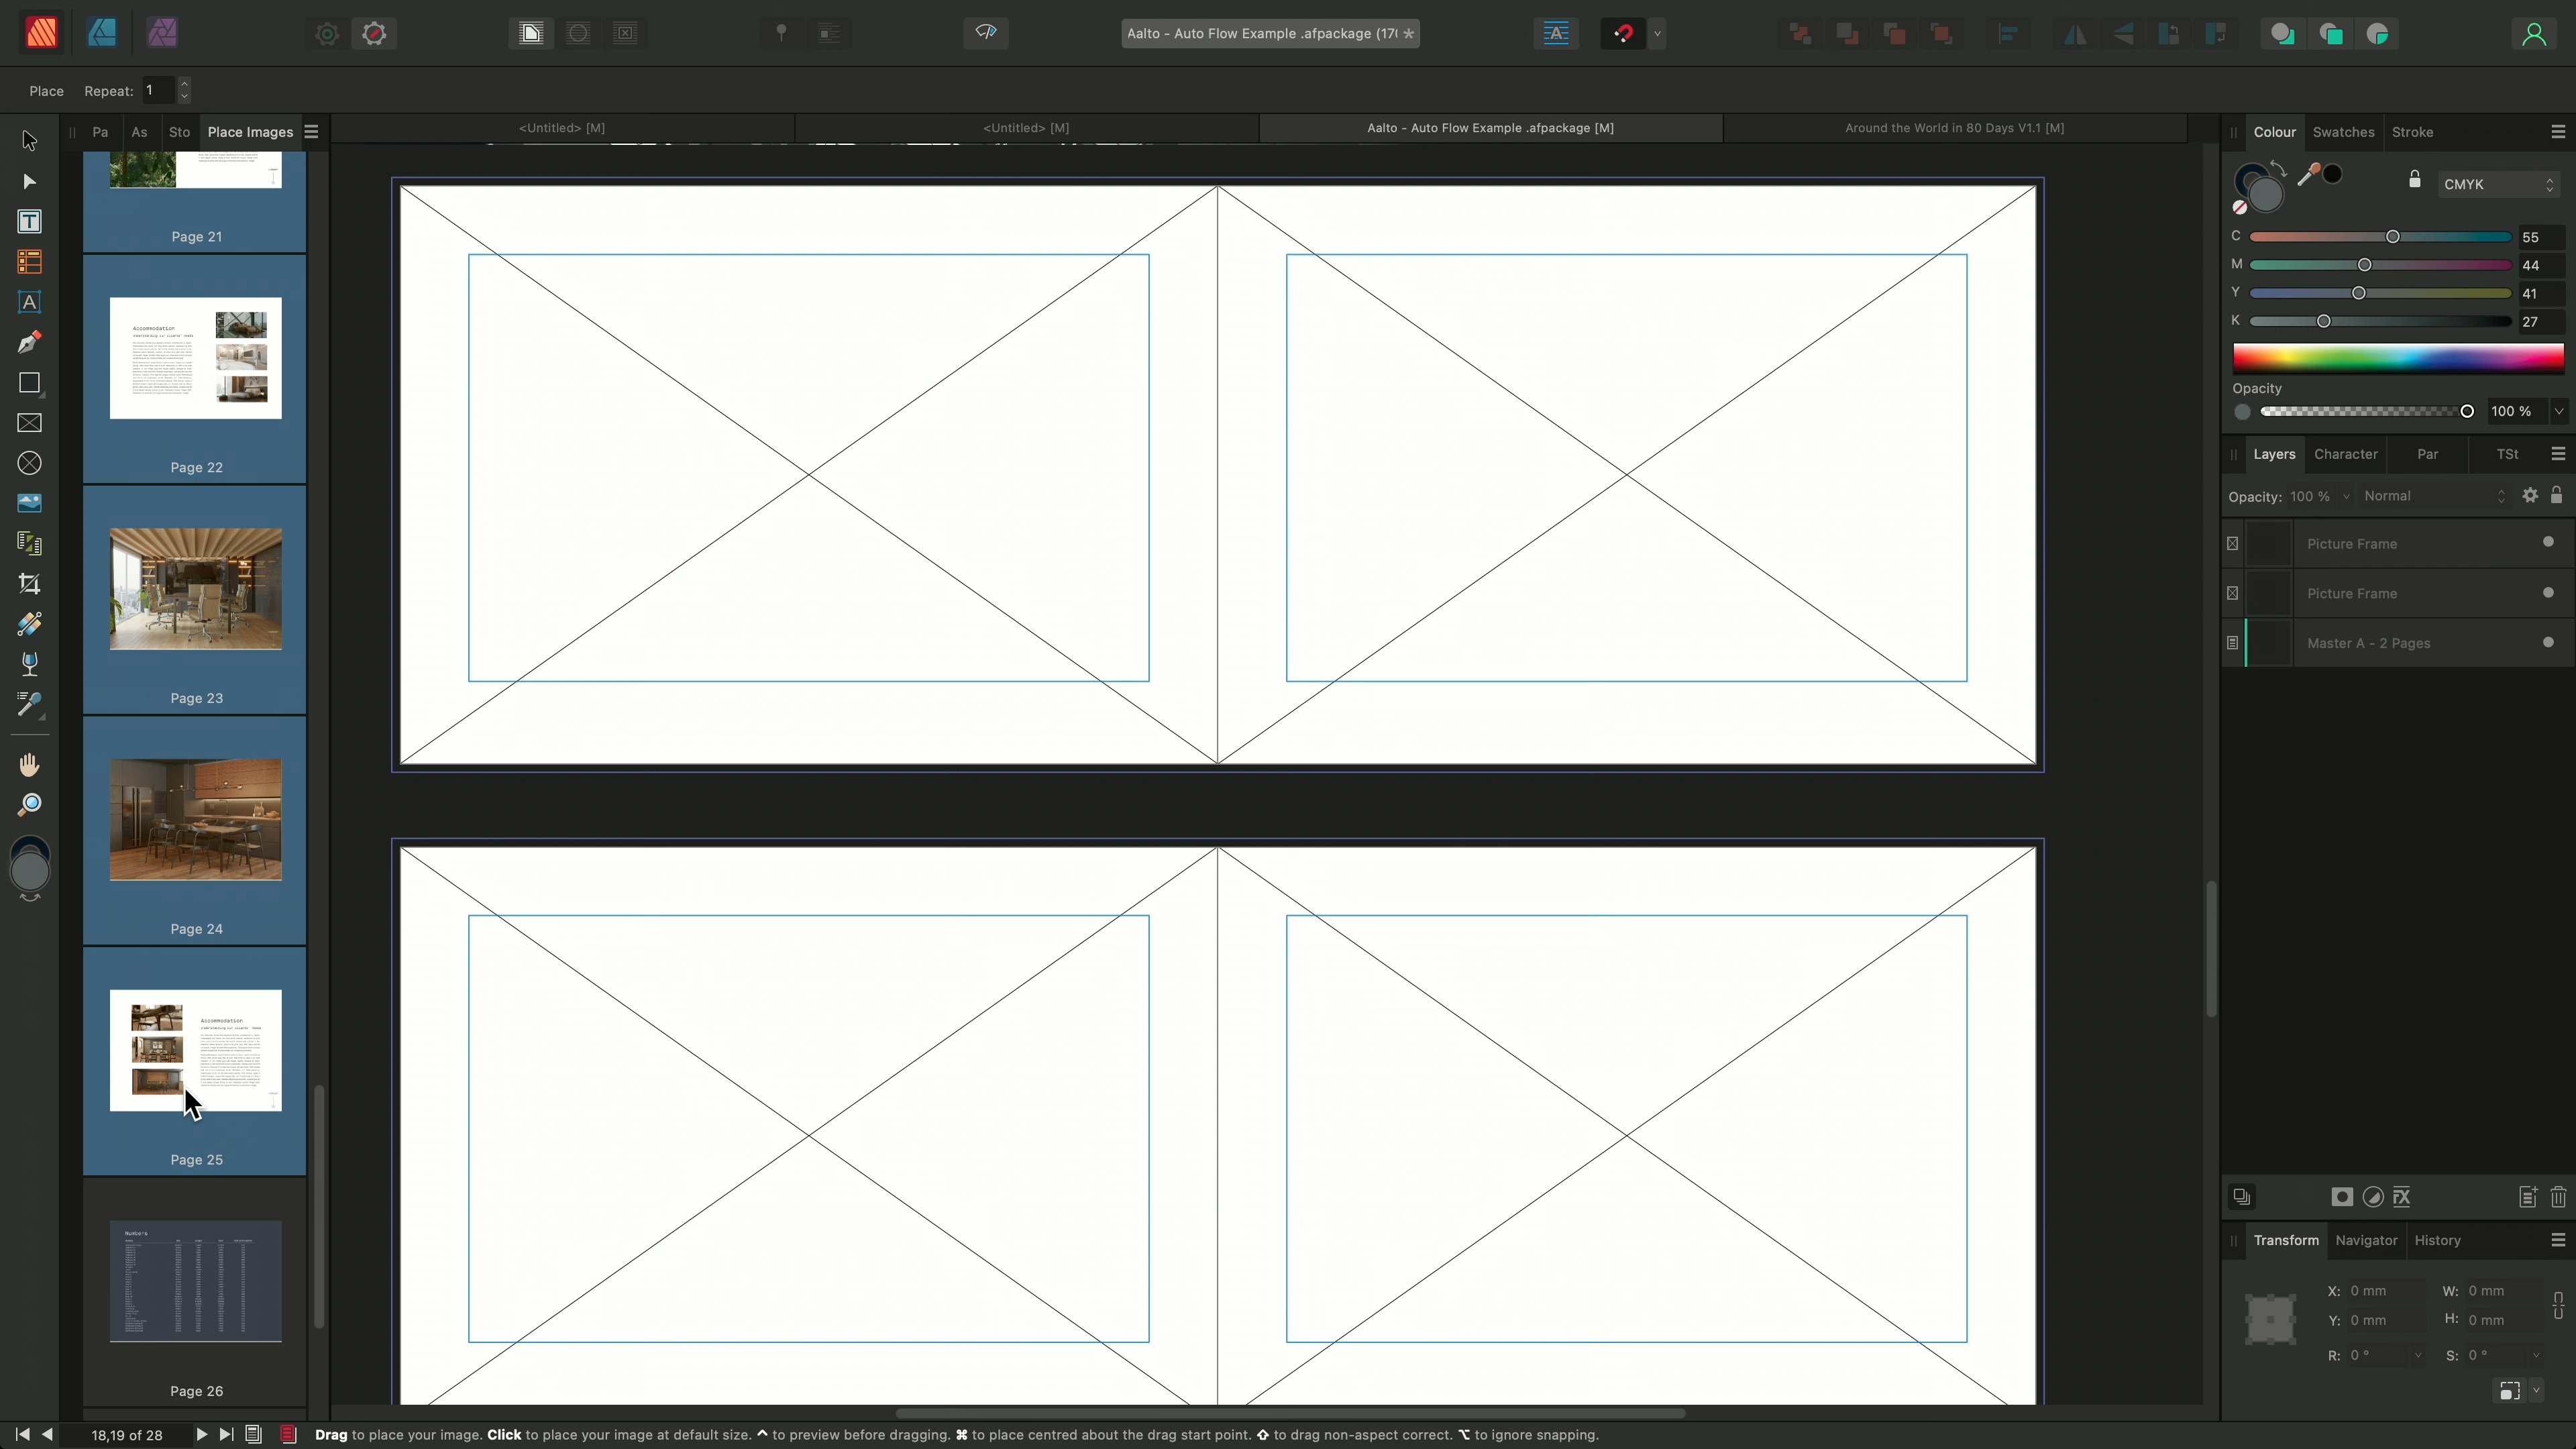 Aalto - Auto Flow Example .afpackage (17( *
Place Repeat: 1
Pa As Sto Place Images
<Untitled> [M] <Untitled> [M] Aalto - Auto Flow Example .afpackage [M] Around the World in 80 Days V1.1 [M]
Colour Swatches Stroke
CMYK
C 55
M 44
Y 41
K 27
Opacity
100 %
Page 21
Accommodation
Page 22
Page 23
Page 24
Accommodation
Page 25
Numbers
Page 26
Layers Character Par TSt
Opacity: 100 % Normal
Picture Frame
Picture Frame
Master A - 2 Pages
Transform Navigator History
X: 0 mm W: 0 mm
Y: 0 mm H: 0 mm
R: 0 ° S: 0 °
18,19 of 28
Drag to place your image. Click to place your image at default size. ^ to preview before dragging. ⌘ to place centred about the drag start point. ⇧ to drag non-aspect correct. ⌥ to ignore snapping.